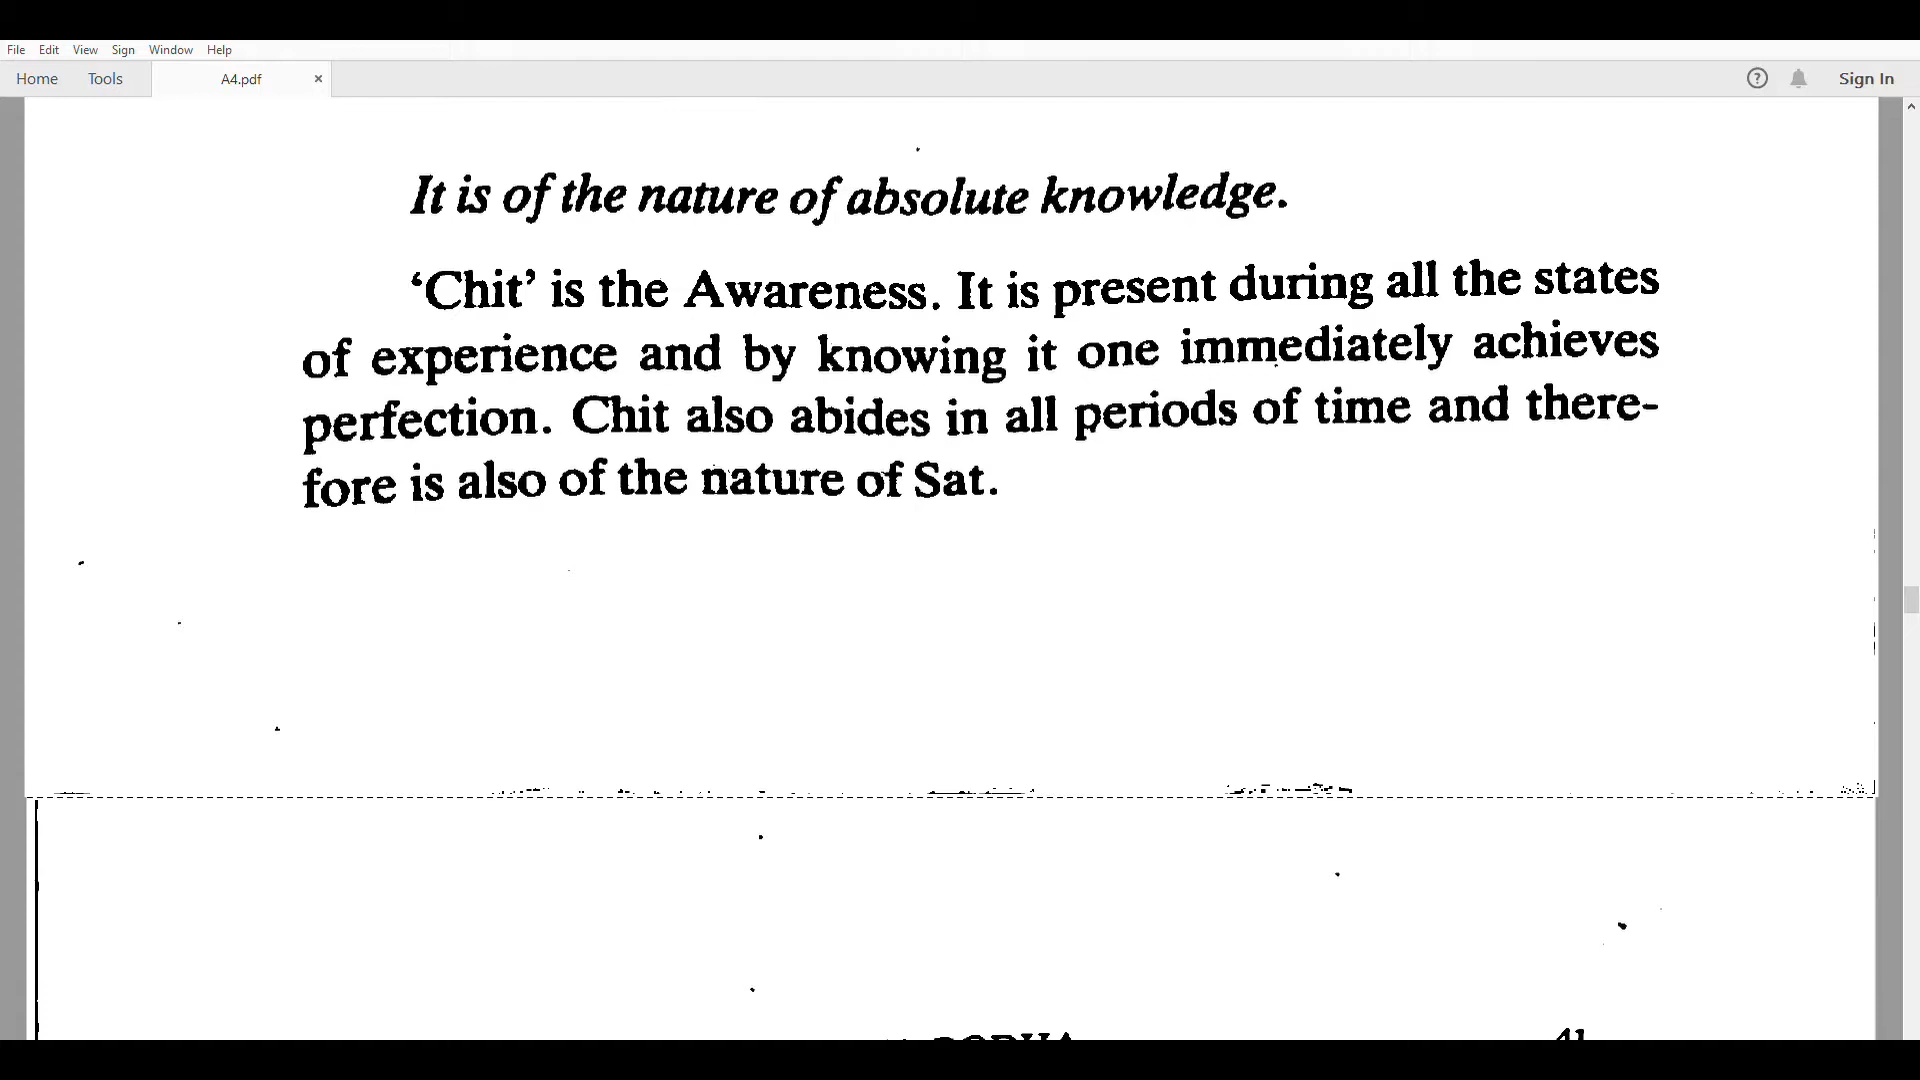 File Edit View Sign Window Help
Home Tools A4.pdf × ? Sign In
It is of the nature of absolute knowledge.
‘Chit’ is the Awareness. It is present during all the states
of experience and by knowing it one immediately achieves
perfection. Chit also abides in all periods of time and there-
fore is also of the nature of Sat.